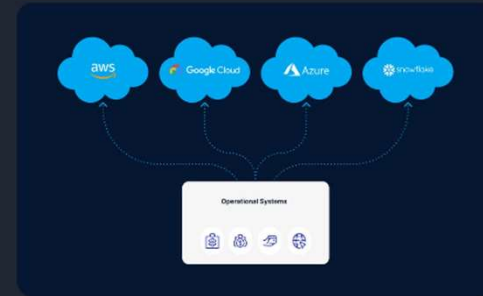 aws
Google Cloud
Azure
snowflake
Operational Systems